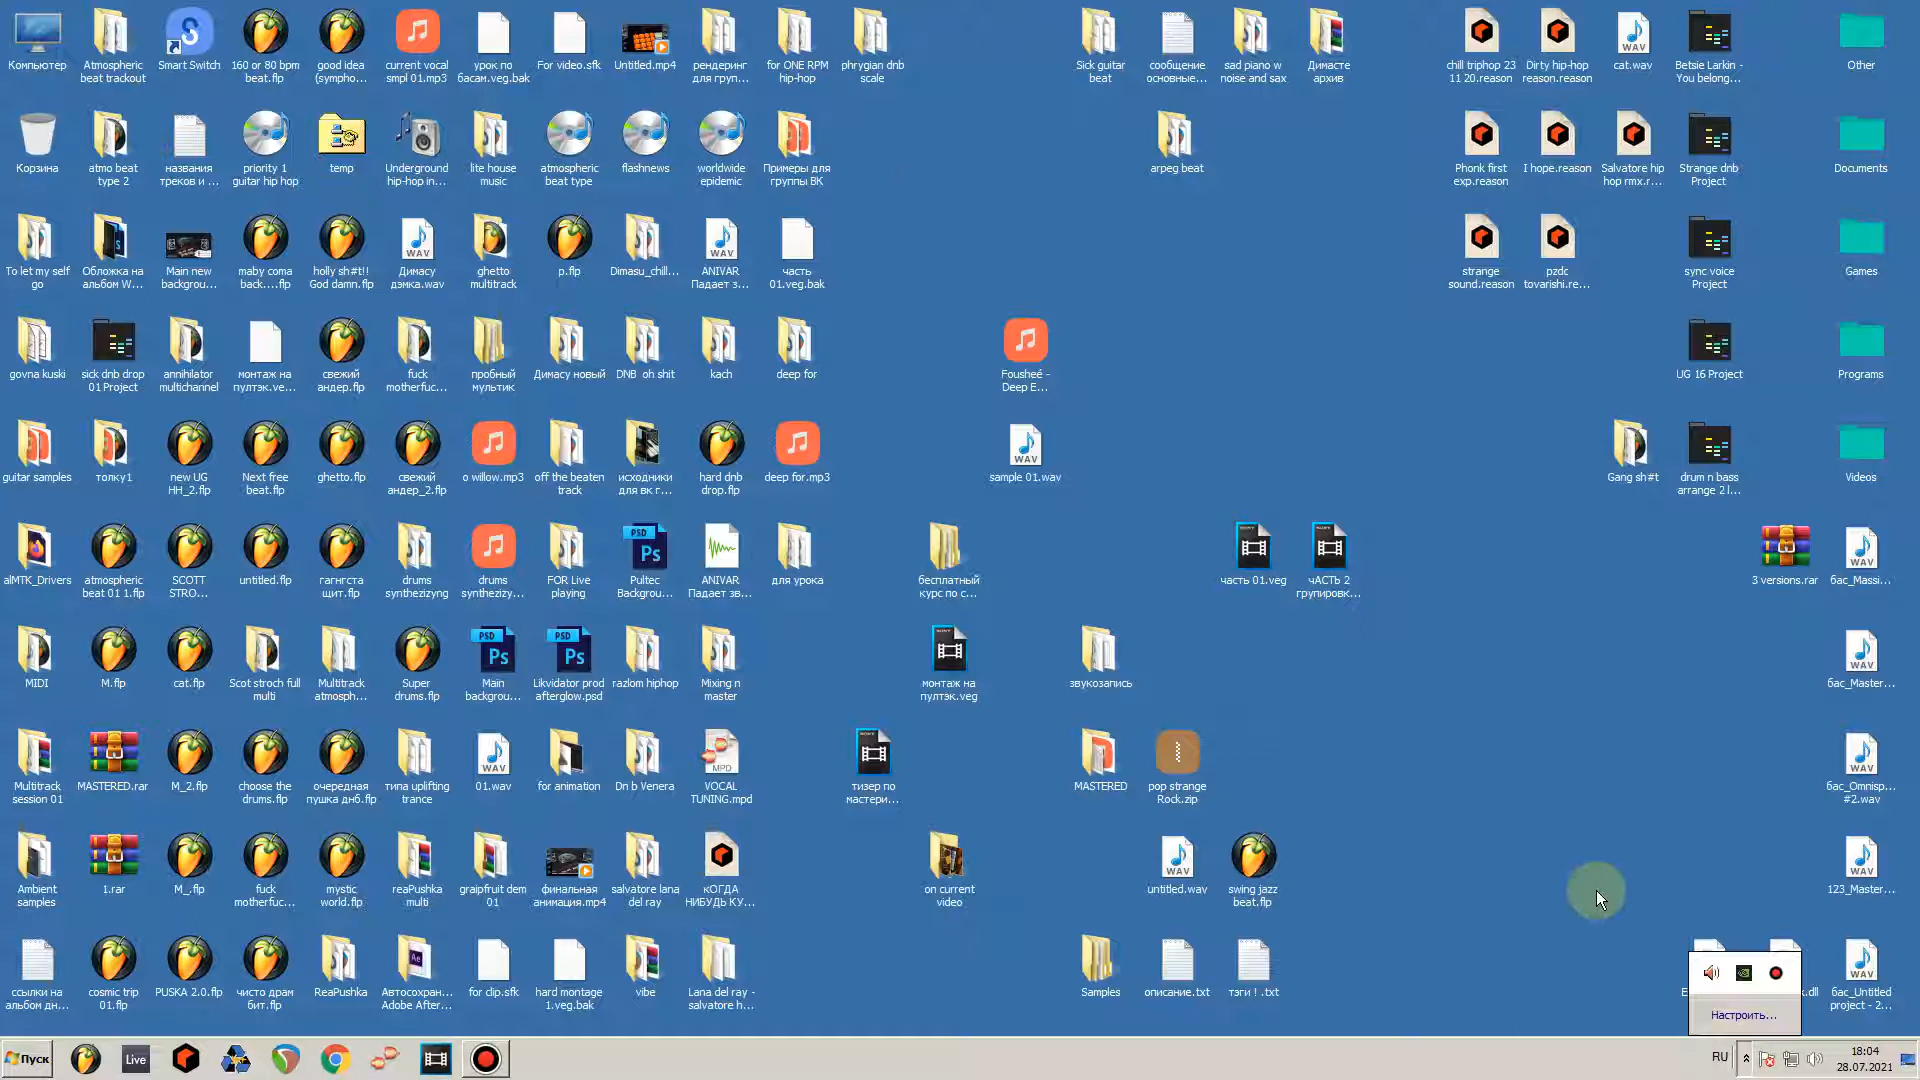 Компьютер
Atmospheric
beat trackout
Smart Switch
160 or 80 bpm
beat.flp
good idea
(sympho...
current vocal
smpl 01.mp3
урок по
басам.veg.bak
For video.sfk
Untitled.mp4
рендеринг
для груп...
for ONE RPM
hip-hop
phrygian dnb
scale
Sick guitar
beat
сообщение
основные...
sad piano w
noise and sax
Димасте
архив
chill triphop 23
11 20.reason
Dirty hip-hop
reason.reason
WAV
cat.wav
Betsie Larkin -
You belong...
Other
Корзина
atmo beat
type 2
названия
треков и ...
priority 1
guitar hip hop
temp
Underground
hip-hop in...
lite house
music
atmospheric
beat type
flashnews
worldwide
epidemic
Примеры для
группы ВК
arpeg beat
Phonk first
exp.reason
I hope.reason
Salvatore hip
hop rmx.r...
Strange dnb
Project
Documents
To let my self
go
Обложка на
альбом W...
Main new
backgrou...
maby coma
back....flp
holly sh#t!!
God damn.flp
WAV
Димасу
дэмка.wav
ghetto
multitrack
p.flp
Dimasu_chill...
WAV
ANIVAR
Падает з...
часть
01.veg.bak
strange
sound.reason
pzdc
tovarishi.re...
sync voice
Project
Games
govna kuski
sick dnb drop
01 Project
annihilator
multichannel
монтаж на
пултэк.ve...
свежий
андер.flp
fuck
motherfuc...
пробный
мультик
Димасу новый
DNB oh shit
kach
deep for
Fousheé -
Deep E...
UG 16 Project
Programs
guitar samples
толку1
new UG
HH_2.flp
Next free
beat.flp
ghetto.flp
свежий
андер_2.flp
o willow.mp3
off the beaten
track
исходники
для вк г...
hard dnb
drop.flp
deep for.mp3
WAV
sample 01.wav
Gang sh#t
drum n bass
arrange 2 l...
Videos
alMTK_Drivers
atmospheric
beat 01 1.flp
SCOTT
STRO...
untitled.flp
гагнгста
щит.flp
drums
synthezizyng
drums
synthezizy...
FOR Live
playing
PSD
Ps
Pultec
Backgrou...
ANIVAR
Падает зв...
для урока
бесплатный
курс по с...
часть 01.veg
чАСТЬ 2
групировк...
3 versions.rar
WAV
бас_Massi...
MIDI
M.flp
cat.flp
Scot stroch full
multi
Multitrack
atmosph...
Super
drums.flp
PSD
Ps
Main
backgrou...
PSD
Ps
Likvidator prod
afterglow.psd
razlom hiphop
Mixing n
master
монтаж на
пултэк.veg
звукозапись
WAV
бас_Master...
Multitrack
session 01
MASTERED.rar
M_2.flp
choose the
drums.flp
очередная
пушка днб.flp
типа uplifting
trance
WAV
01.wav
for animation
Dn b Venera
MPD
VOCAL
TUNING.mpd
тизер по
мастери...
MASTERED
pop strange
Rock.zip
WAV
бас_Omnisp...
#2.wav
Ambient
samples
1.rar
M_.flp
fuck
motherfuc...
mystic
world.flp
reaPushka
multi
graipfruit dem
01
финальная
анимация.mp4
salvatore lana
del ray
кОГДА
НИБУДЬ КУ...
on current
video
WAV
untitled.wav
swing jazz
beat.flp
WAV
123_Master...
ссылки на
альбом дн...
cosmic trip
01.flp
PUSKA 2.0.flp
чисто драм
бит.flp
ReaPushka
Автосохран...
Adobe After...
for clip.sfk
hard montage
1.veg.bak
vibe
Lana del ray -
salvatore h...
Samples
описание.txt
тэги ! .txt
WAV
бас_Untitled
project - 2...
Настроить...
Пуск
Live
RU
18:04
28.07.2021